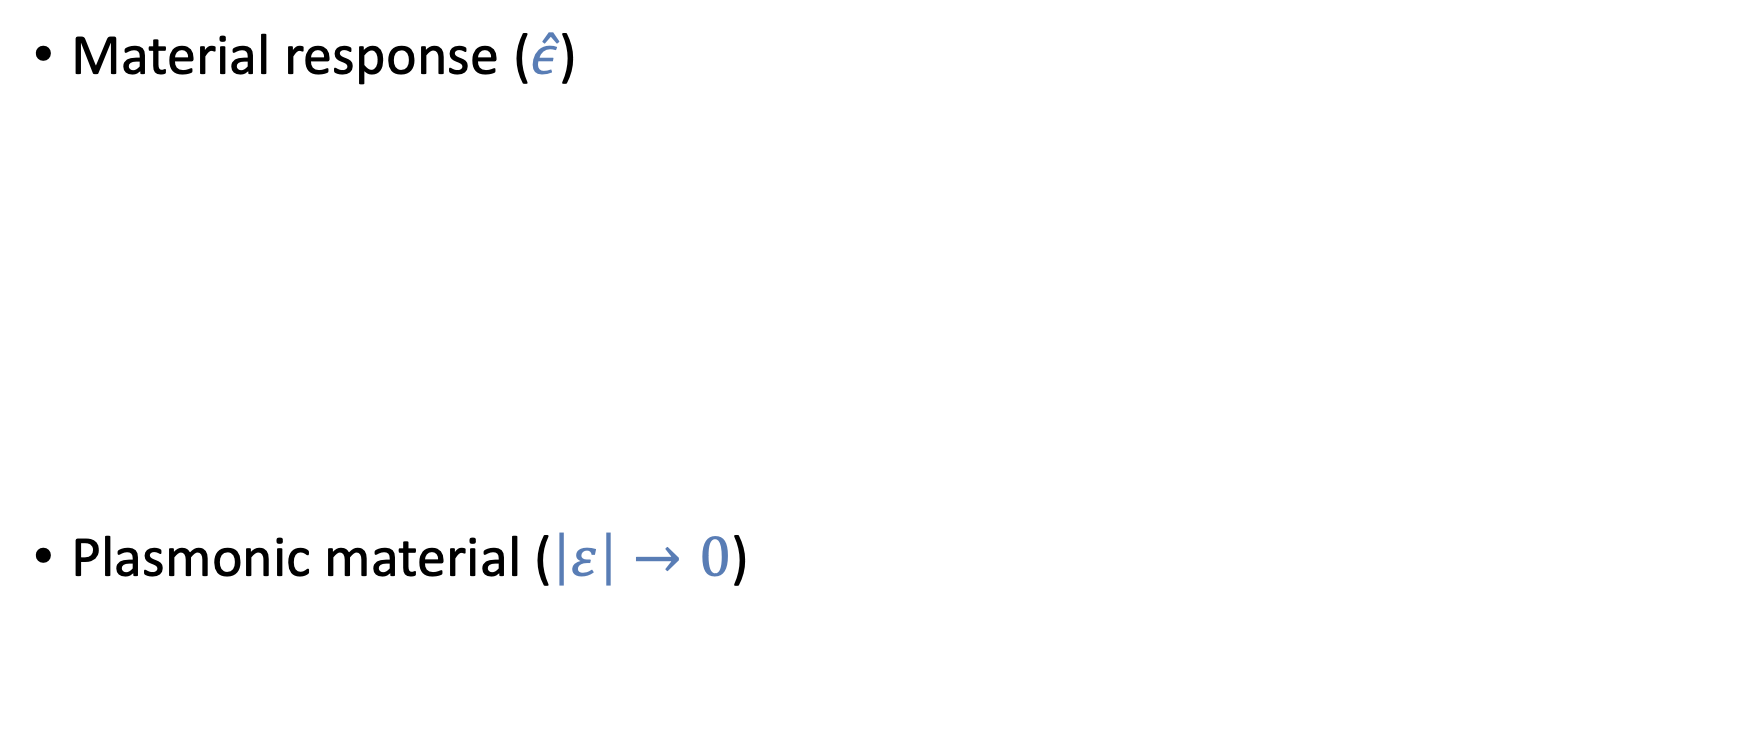 • Material response (ϵ̂)
• Plasmonic material (|ε| → 0)